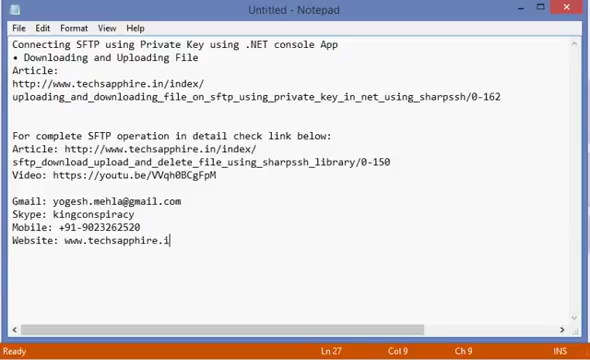 Untitled - Notepad
File Edit Format View Help
Connecting SFTP using Private Key using .NET console App
• Downloading and Uploading File
Article:
http://www.techsapphire.in/index/
uploading_and_downloading_file_on_sftp_using_private_key_in_net_using_sharpssh/0-162
For complete SFTP operation in detail check link below:
Article: http://www.techsapphire.in/index/
sftp_download_upload_and_delete_file_using_sharpssh_library/0-150
Video: https://youtu.be/VVqh0BCgFpM
Gmail: yogesh.mehla@gmail.com
Skype: kingconspiracy
Mobile: +91-9023262520
Website: www.techsapphire.i
Ready Ln 27 Col 9 Ch 9 INS